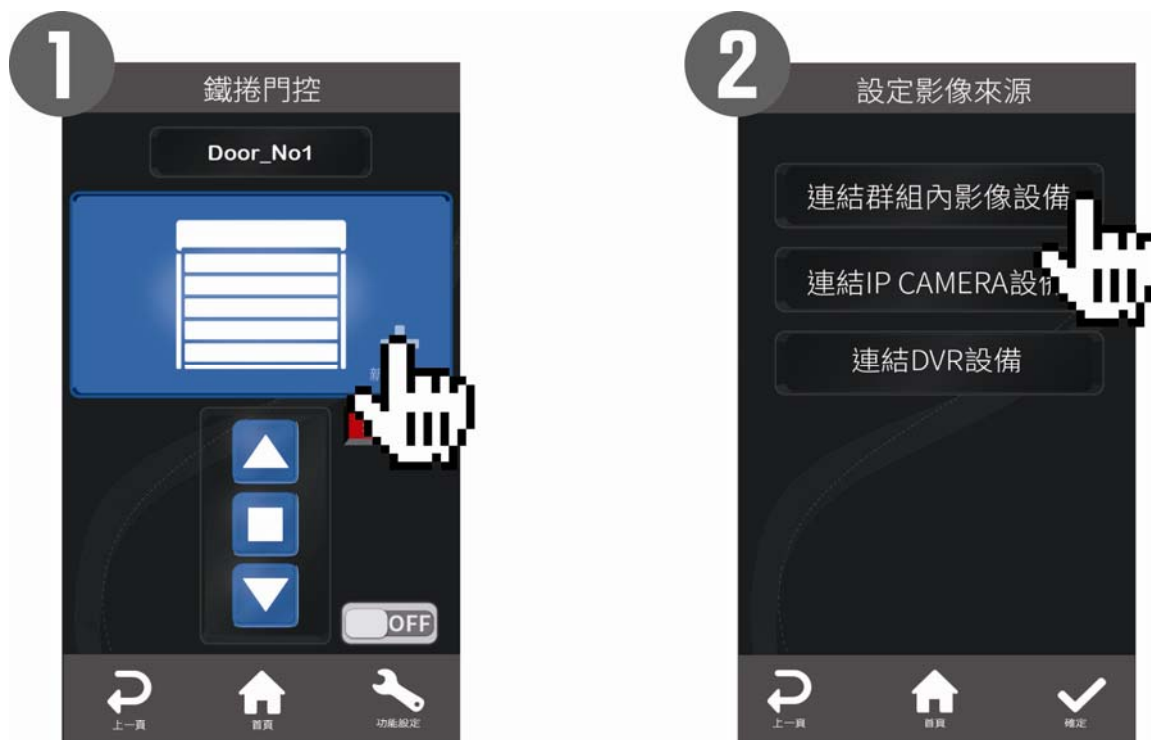 1
鐵捲門控
Door_No1
新
OFF
上一頁
首頁
功能設定
2
設定影像來源
連結群組內影像設備
連結IP CAMERA設備
連結DVR設備
上一頁
首頁
確定